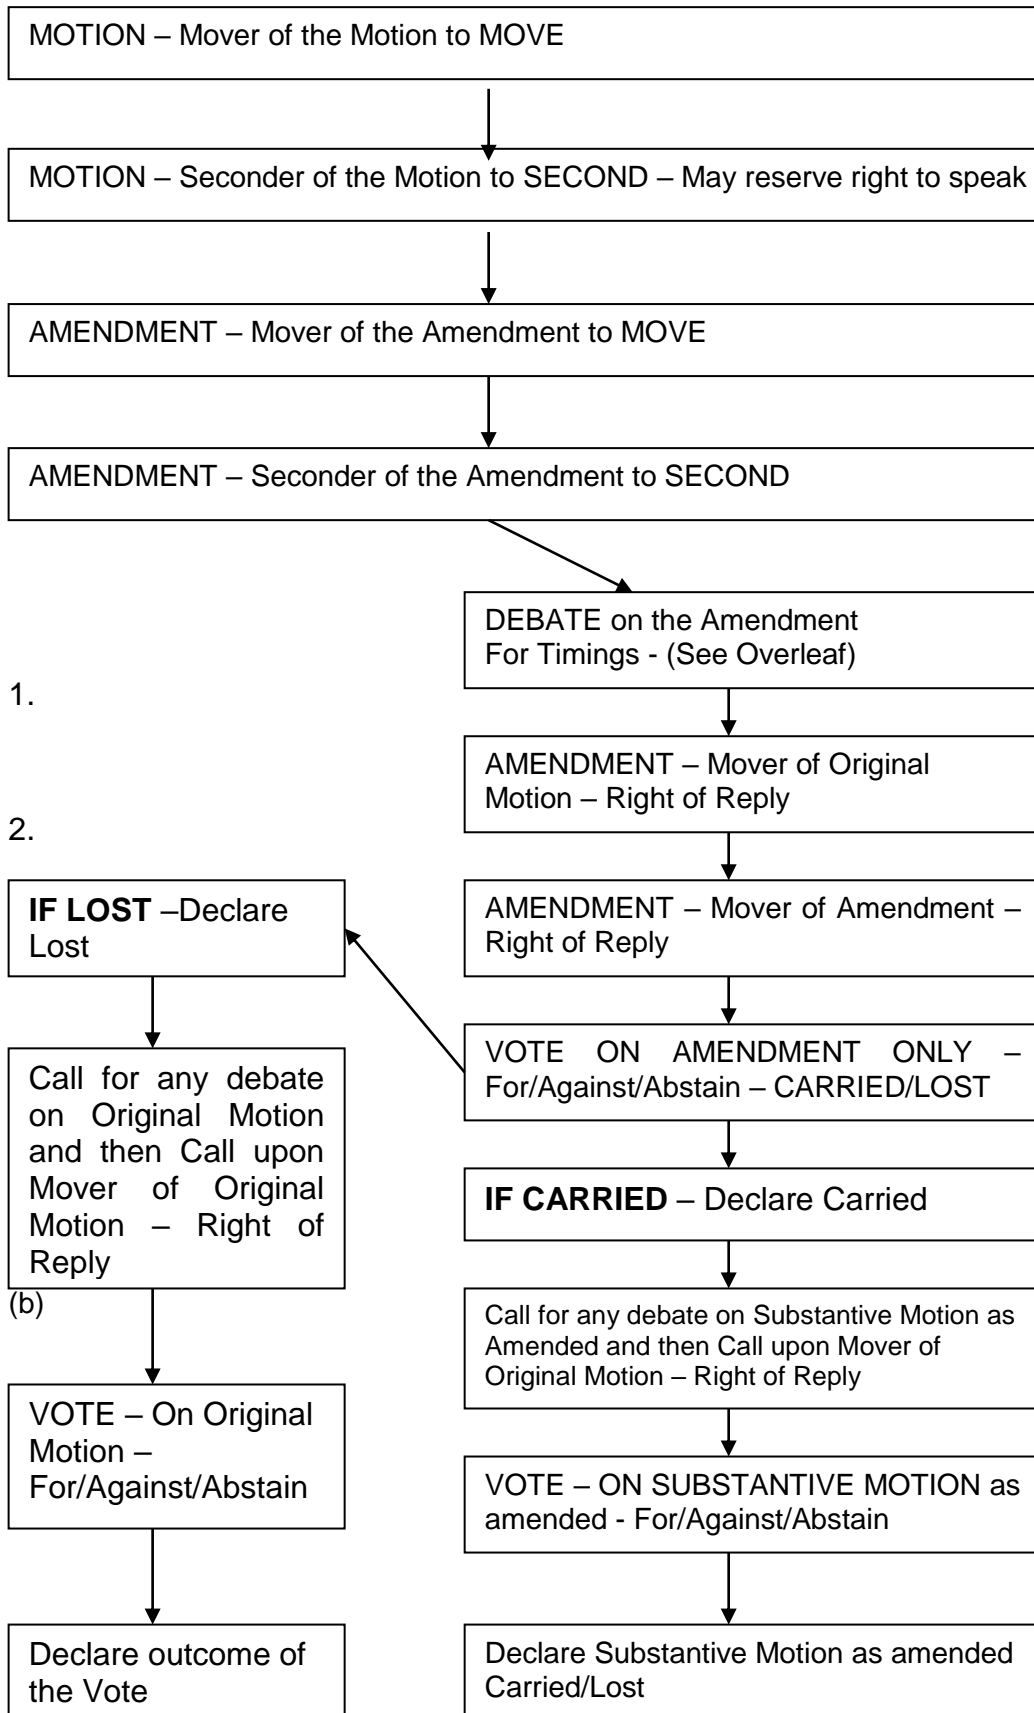 MOTION – Mover of the Motion to MOVE
MOTION – Seconder of the Motion to SECOND – May reserve right to speak
AMENDMENT – Mover of the Amendment to MOVE
AMENDMENT – Seconder of the Amendment to SECOND
DEBATE on the Amendment
For Timings - (See Overleaf)
1.
AMENDMENT – Mover of Original
Motion – Right of Reply
2.
AMENDMENT – Mover of Amendment –
Right of Reply
VOTE ON AMENDMENT ONLY –
For/Against/Abstain – CARRIED/LOST
IF LOST –Declare
Lost
Call for any debate
on Original Motion
and then Call upon
Mover of Original
Motion – Right of
Reply
(b)
VOTE – On Original
Motion –
For/Against/Abstain
Declare outcome of
the Vote
IF CARRIED – Declare Carried
Call for any debate on Substantive Motion as
Amended and then Call upon Mover of
Original Motion – Right of Reply
VOTE – ON SUBSTANTIVE MOTION as
amended - For/Against/Abstain
Declare Substantive Motion as amended
Carried/Lost